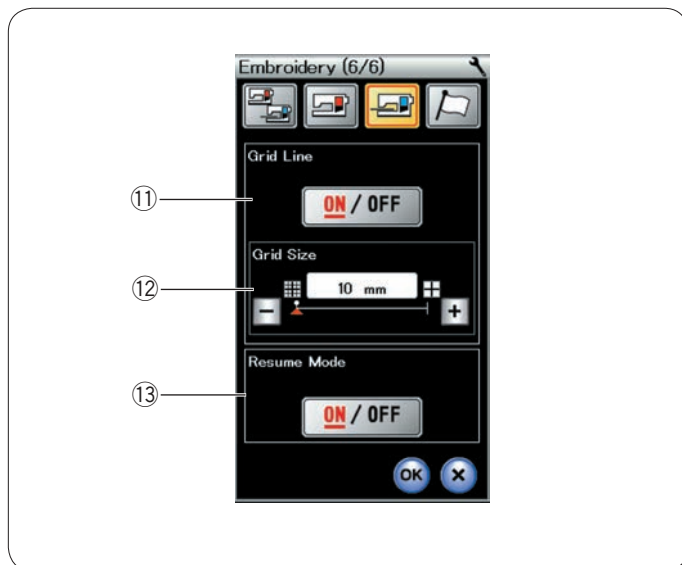 Embroidery (6/6)
Grid Line
⑪
ON / OFF
Grid Size
⑫
10 mm
− +
Resume Mode
⑬
ON / OFF
OK ×